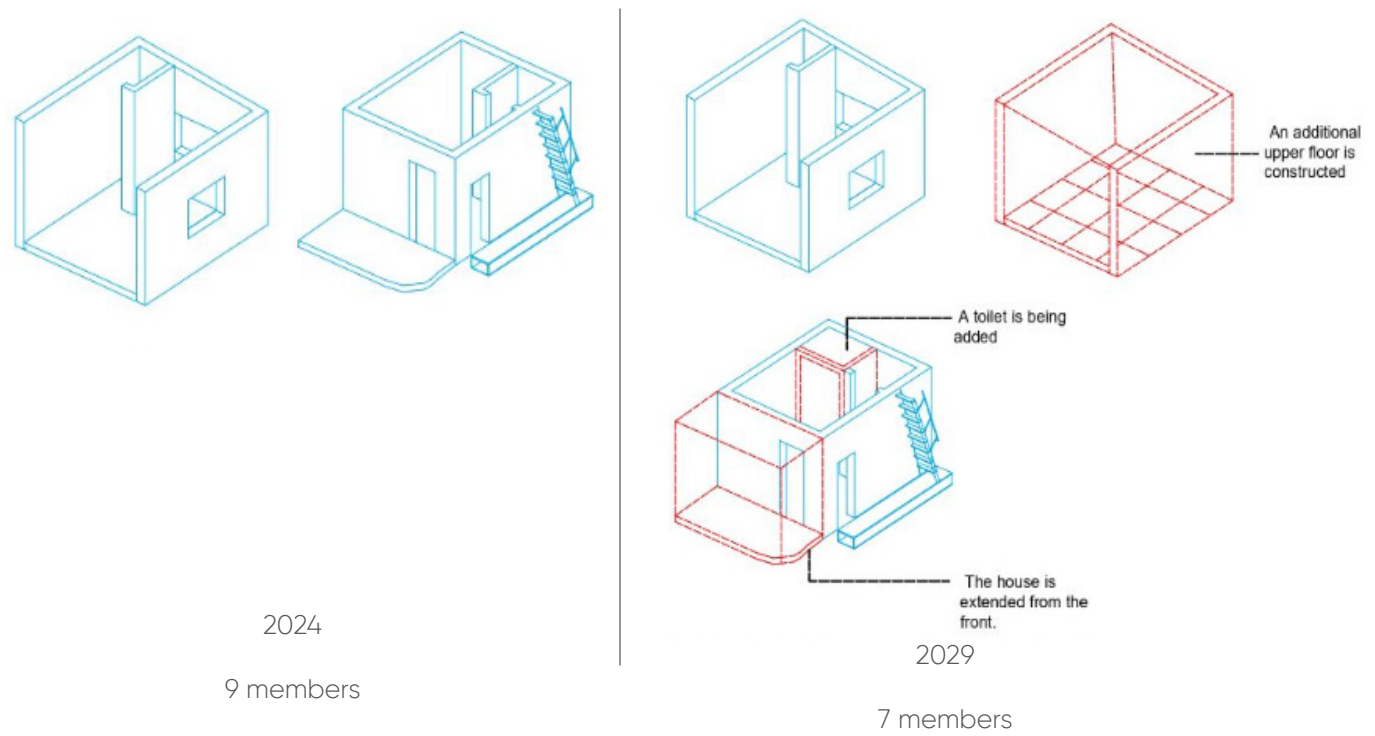 2024
9 members
An additional
upper floor is
constructed
A toilet is being
added
The house is
extended from the
front.
2029
7 members